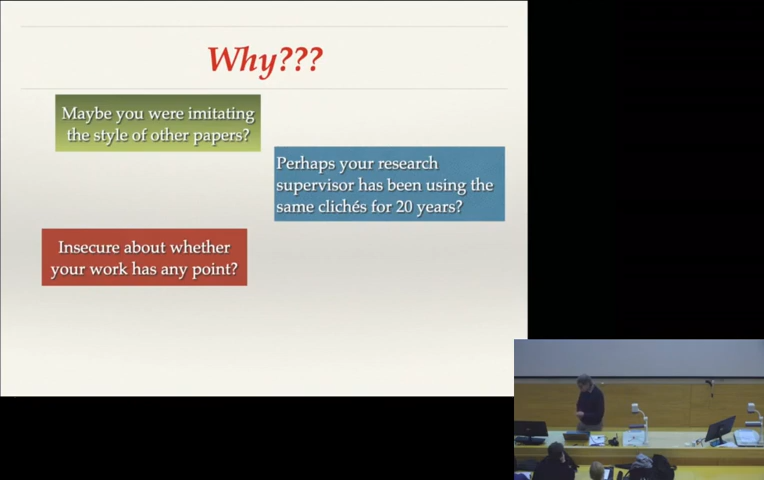 Why???
Maybe you were imitating
the style of other papers?
Perhaps your research
supervisor has been using the
same clichés for 20 years?
Insecure about whether
your work has any point?